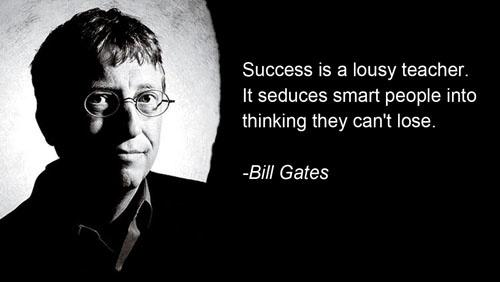 Success is a lousy teacher.
It seduces smart people into
thinking they can't lose.
-Bill Gates